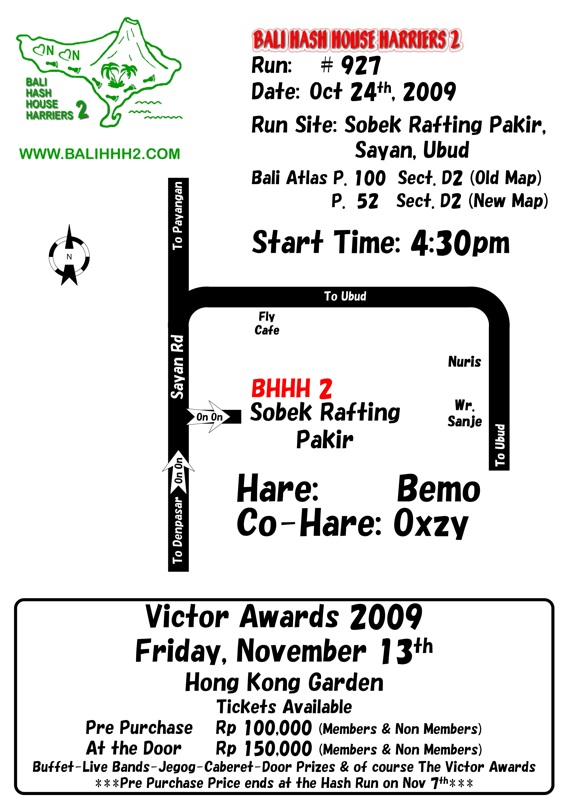 N N
BALI
HASH
HOUSE
HARRIERS 2
WWW.BALIHHH2.COM
BALI HASH HOUSE HARRIERS 2
Run: # 927
Date: Oct 24th, 2009
Run Site: Sobek Rafting Pakir,
Sayan, Ubud
Bali Atlas P. 100 Sect. D2 (Old Map)
P. 52 Sect. D2 (New Map)
Start Time: 4:30pm
To Payangan
N
To Ubud
Fly
Cafe
Sayan Rd
Nuris
BHHH 2
Wr.
Sanje
On On
Sobek Rafting
Pakir
To Ubud
On On
To Denpasar
Hare: Bemo
Co-Hare: Oxzy
Victor Awards 2009
Friday, November 13th
Hong Kong Garden
Tickets Available
Pre Purchase Rp 100,000 (Members & Non Members)
At the Door Rp 150,000 (Members & Non Members)
Buffet-Live Bands-Jegog-Caberet-Door Prizes & of course The Victor Awards
***Pre Purchase Price ends at the Hash Run on Nov 7th***